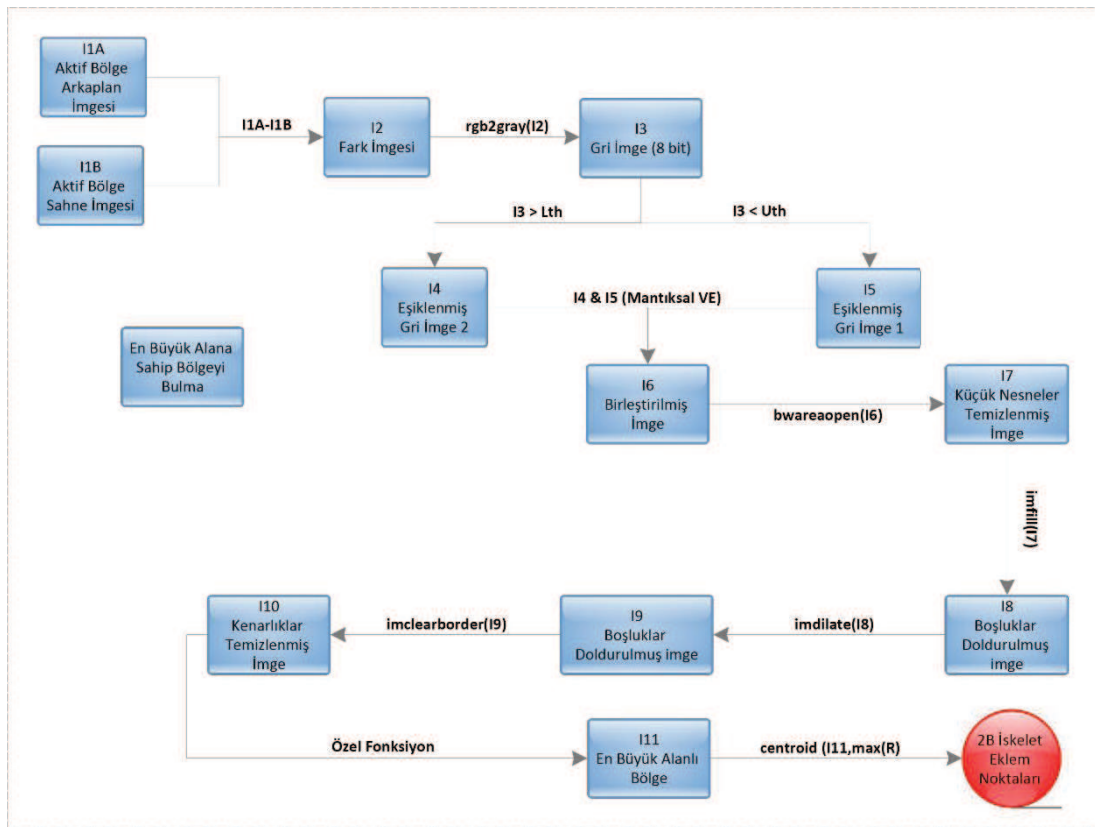 I1A
Aktif Bölge
Arkaplan
İmgesi
I1B
Aktif Bölge
Sahne İmgesi
I1A-I1B
I2
Fark İmgesi
rgb2gray(I2)
I3
Gri İmge (8 bit)
I3 > Lth
I3 < Uth
I4
Eşiklenmiş
Gri İmge 2
I4 & I5 (Mantıksal VE)
I5
Eşiklenmiş
Gri İmge 1
En Büyük Alana
Sahip Bölgeyi
Bulma
I6
Birleştirilmiş
İmge
bwareaopen(I6)
I7
Küçük Nesneler
Temizlenmiş
İmge
imfill(I7)
I8
Boşluklar
Doldurulmuş
imge
imdilate(I8)
I9
Boşluklar
Doldurulmuş imge
imclearborder(I9)
I10
Kenarlıklar
Temizlenmiş
İmge
Özel Fonksiyon
I11
En Büyük Alanlı
Bölge
centroid (I11,max(R)
2B İskelet
Eklem
Noktaları